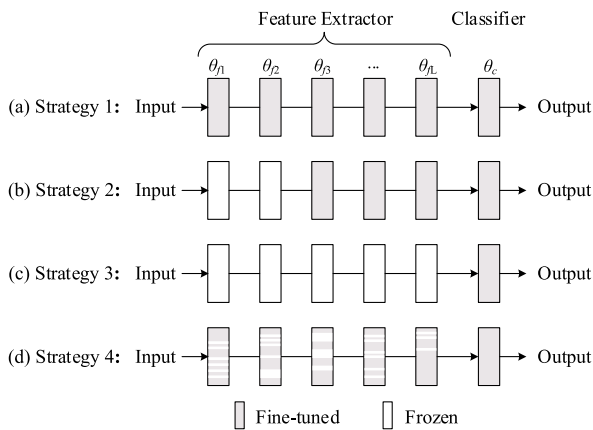 Feature Extractor Classifier
θf1 θf2 θf3 ... θfL θc
(a) Strategy 1: Input Output
(b) Strategy 2: Input Output
(c) Strategy 3: Input Output
(d) Strategy 4: Input Output
Fine-tuned Frozen